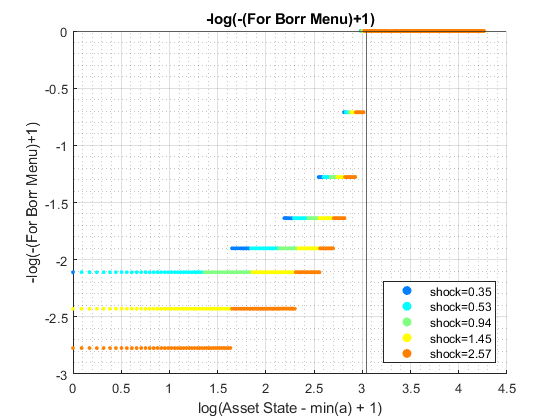 -log(-(For Borr Menu)+1)
0
-0.5
-1
-1.5
-2
-2.5
-3
-log(-(For Borr Menu)+1)
shock=0.35
shock=0.53
shock=0.94
shock=1.45
shock=2.57
0 0.5 1 1.5 2 2.5 3 3.5 4 4.5
log(Asset State - min(a) + 1)